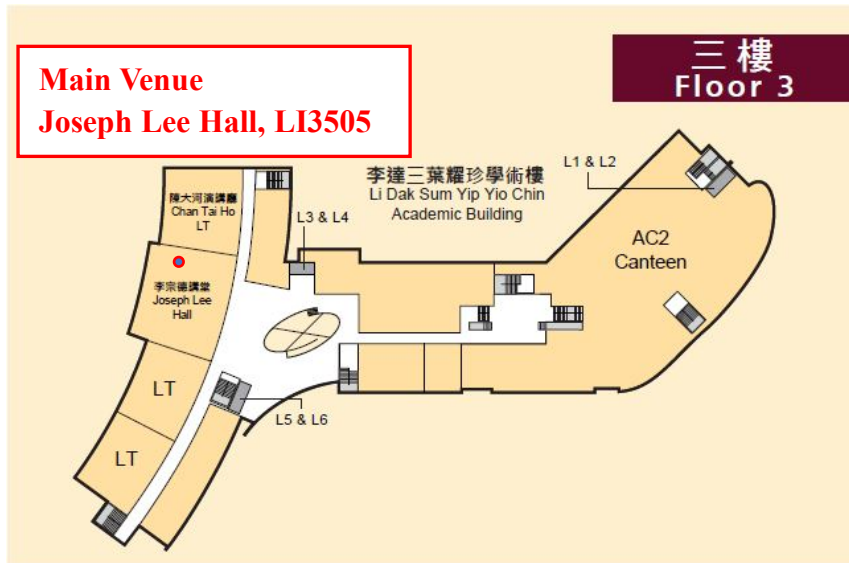 三樓
Floor 3
Main Venue
Joseph Lee Hall, LI3505
李達三葉耀珍學術樓
Li Dak Sum Yip Yio Chin
Academic Building
L1 & L2
陳大河演講廳
Chan Tai Ho
LT
L3 & L4
AC2
Canteen
李宗德講堂
Joseph Lee
Hall
LT
L5 & L6
LT